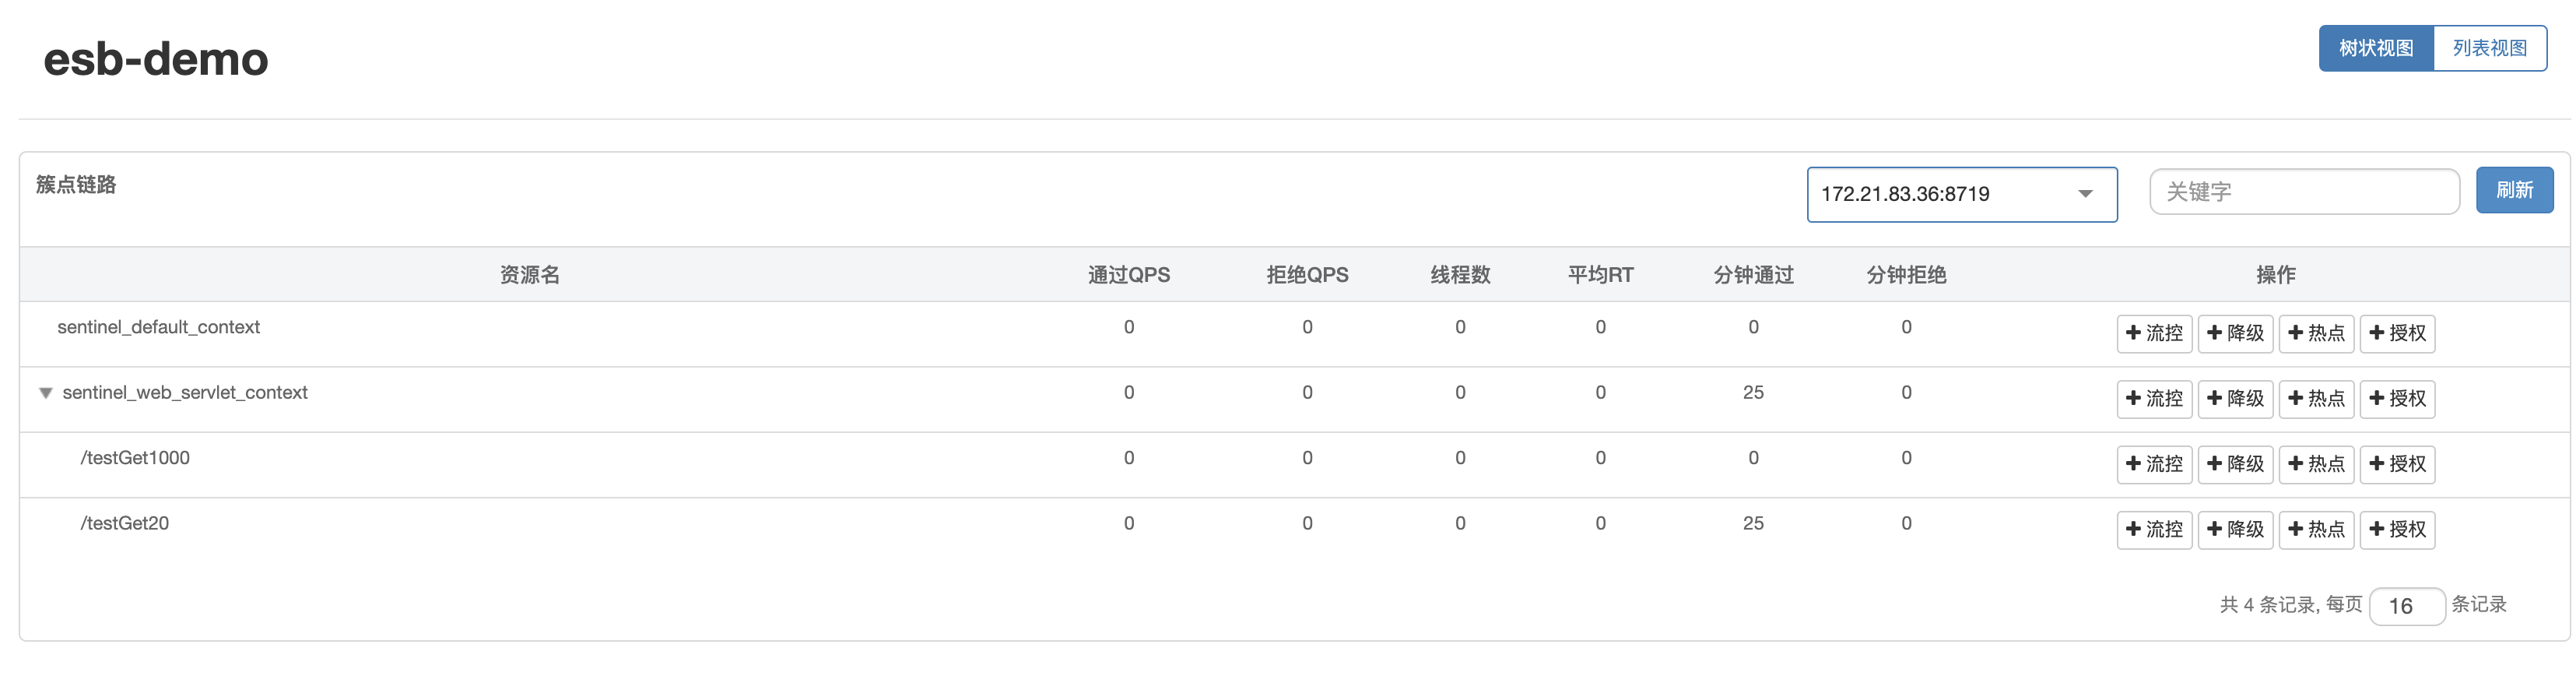 esb-demo
树状视图 列表视图
簇点链路 172.21.83.36:8719 关键字 刷新
资源名 通过QPS 拒绝QPS 线程数 平均RT 分钟通过 分钟拒绝 操作
sentinel_default_context 0 0 0 0 0 0 流控 降级 热点 授权
sentinel_web_servlet_context 0 0 0 0 25 0 流控 降级 热点 授权
/testGet1000 0 0 0 0 0 0 流控 降级 热点 授权
/testGet20 0 0 0 0 25 0 流控 降级 热点 授权
共 4 条记录, 每页 16 条记录